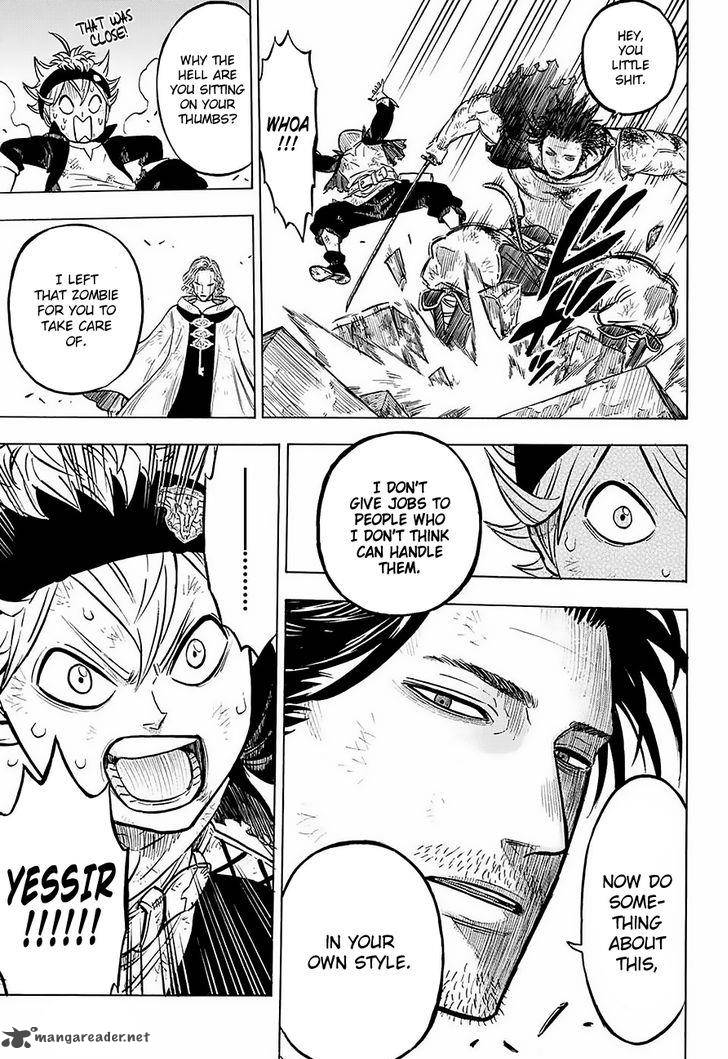 HEY,
YOU
LITTLE
SHIT.
WHOA
!!!
WHY
THE
HELL ARE
YOU SITTING
ON YOUR
THUMBS?
THAT WAS
CLOSE!
I LEFT
THAT ZOMBIE
FOR YOU TO
TAKE CARE
OF.
I DON'T
GIVE JOBS TO
PEOPLE WHO
I DON'T THINK
CAN HANDLE
THEM.
NOW DO
SOME-
THING
ABOUT
THIS,
IN YOUR
OWN STYLE.
YESSIR
!!!!!!
mangareader.net